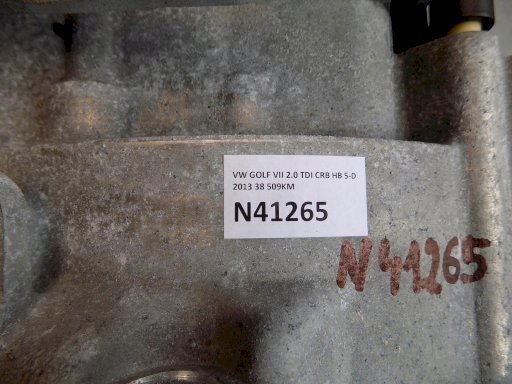 VW GOLF VII 2.0 TDI CRB HB 5-D
2013 38 509KM
N41265
N41265